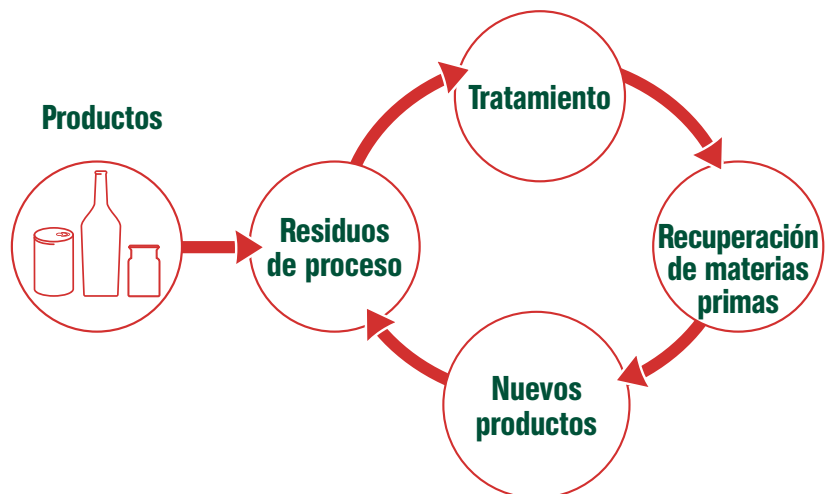 Productos
Residuos
de proceso
Tratamiento
Recuperación
de materias
primas
Nuevos
productos